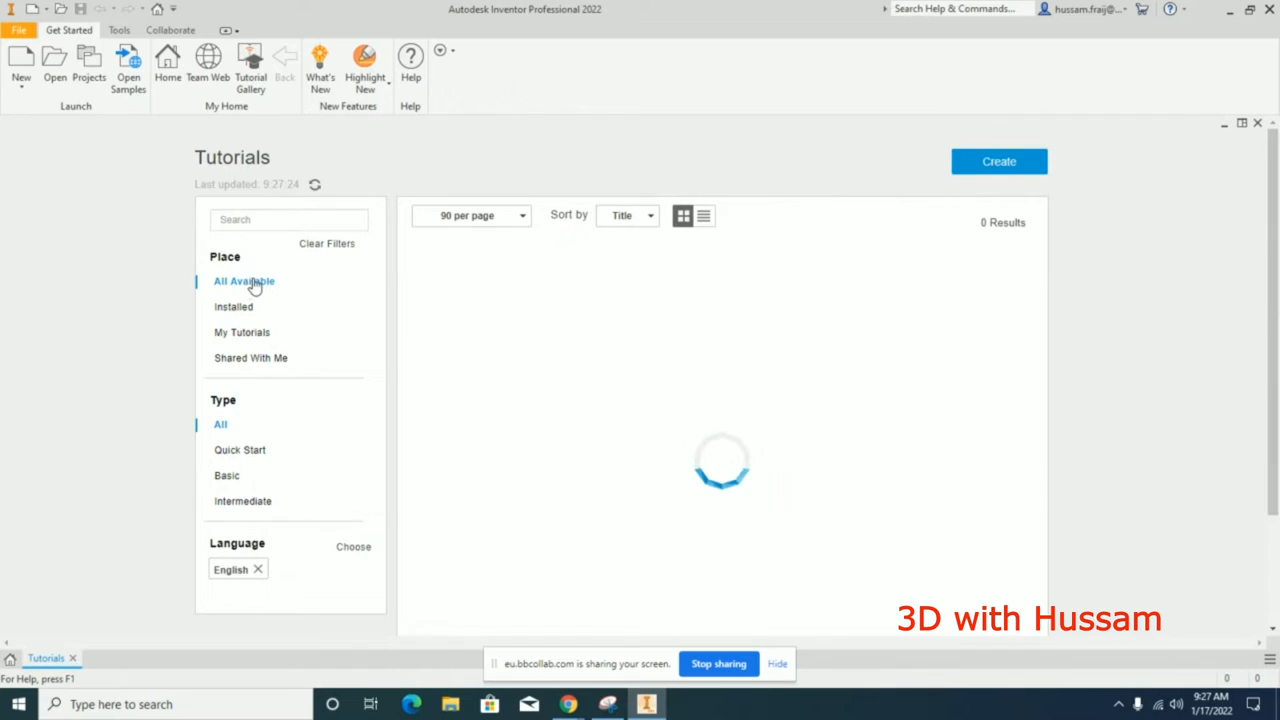 Autodesk Inventor Professional 2022
Search Help & Commands...
hussam.fraij@...
File
Get Started
Tools
Collaborate
New
Open
Projects
Open Samples
Home
Team Web
Tutorial Gallery
Back
What's New
Highlight New
Help
Launch
My Home
New Features
Help
Tutorials
Create
Last updated: 9:27:24
Search
90 per page
Sort by
Title
0 Results
Clear Filters
Place
All Available
Installed
My Tutorials
Shared With Me
Type
All
Quick Start
Basic
Intermediate
Language
Choose
English
3D with Hussam
Tutorials
eu.bbcollab.com is sharing your screen.
Stop sharing
Hide
For Help, press F1
0
0
Type here to search
9:27 AM
1/17/2022